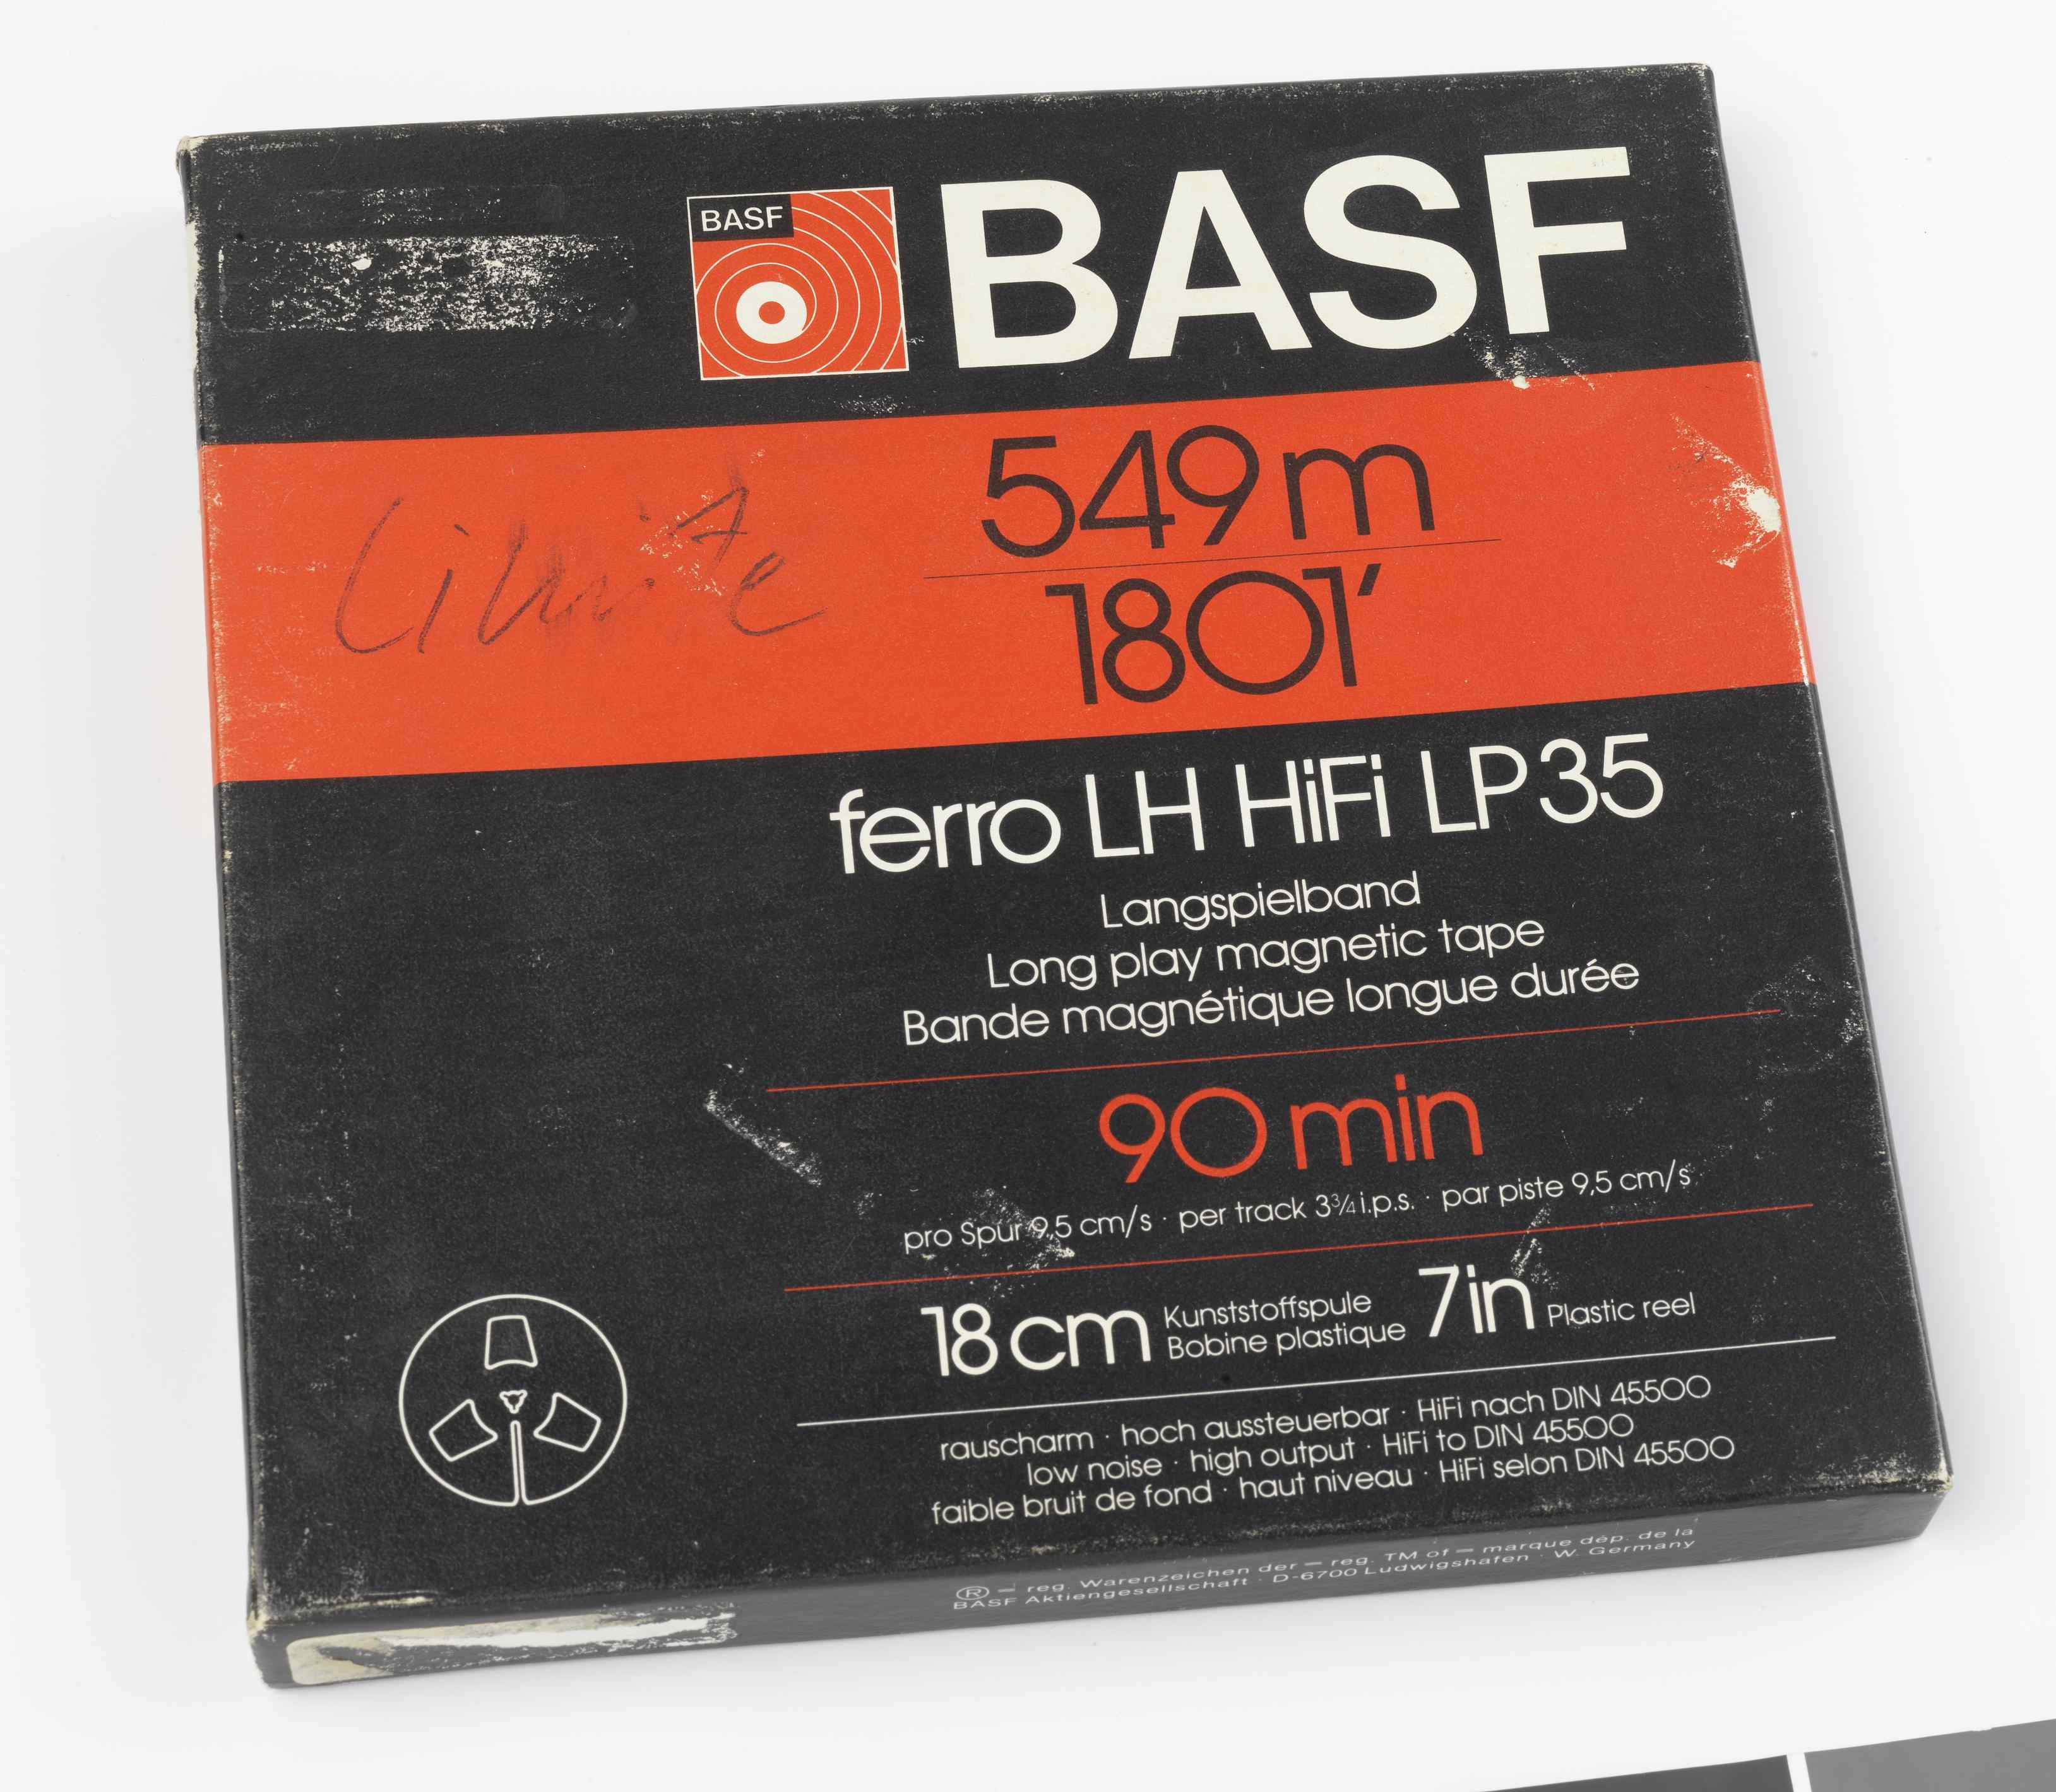 BASF
BASF
549 m
1801′
ferro LH HiFi LP 35
Langspielband
Long play magnetic tape
Bande magnétique longue durée
90 min
pro Spur 9,5 cm/s · per track 3¾ i.p.s. · par piste 9,5 cm/s
18 cm Kunststoffspule
Bobine plastique
7in Plastic reel
rauscharm · hoch aussteuerbar · HiFi nach DIN 45500
low noise · high output · HiFi to DIN 45500
faible bruit de fond · haut niveau · HiFi selon DIN 45500
® = reg. Warenzeichen der = reg. TM of = marque dép. de la
BASF Aktiengesellschaft · D-6700 Ludwigshafen · W. Germany